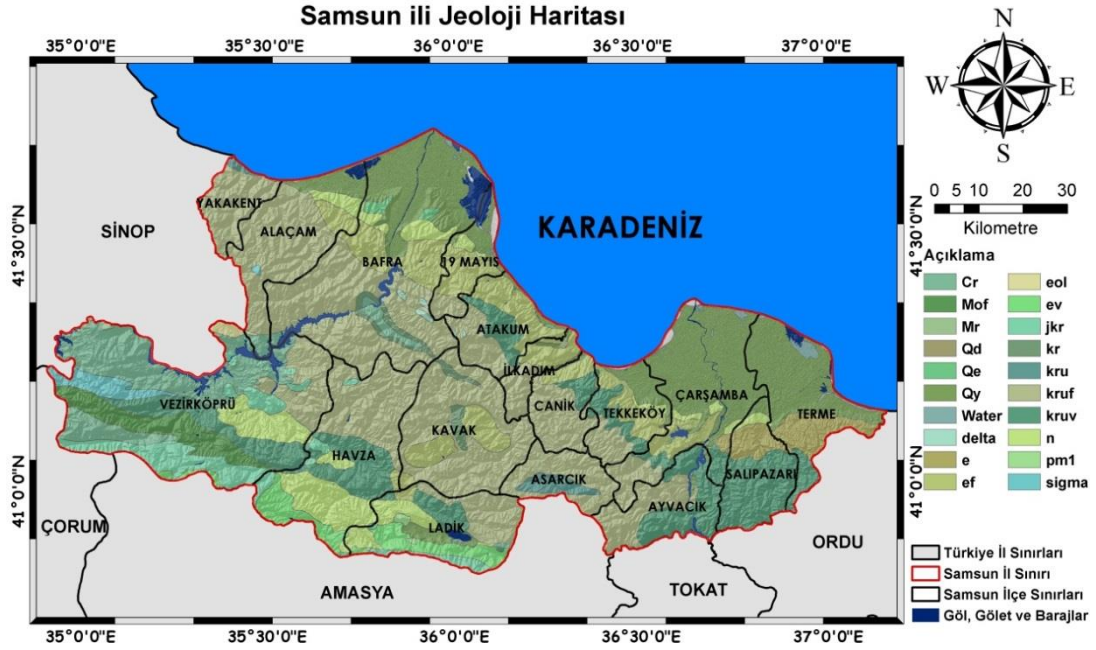 Samsun ili Jeoloji Haritası
35°0'0"E 35°30'0"E 36°0'0"E 36°30'0"E 37°0'0"E
N
W E
S
0 5 10 20 30
Kilometre
41°30'0"N
41°30'0"N
41°0'0"N
41°0'0"N
SİNOP
KARADENİZ
YAKAKENT
ALAÇAM
BAFRA
19 MAYIS
ATAKUM
İLKADIM
CANİK
TEKKEKÖY
ÇARŞAMBA
TERME
VEZİRKÖPRÜ
KAVAK
HAVZA
ASARCIK
SALIPAZARI
AYVACIK
LADİK
ÇORUM
AMASYA
TOKAT
ORDU
Açıklama
Cr eol
Mof ev
Mr jkr
Qd kr
Qe kru
Qy kruf
Water kruv
delta n
e pm1
ef sigma
Türkiye İl Sınırları
Samsun İl Sınırı
Samsun İlçe Sınırları
Göl, Gölet ve Barajlar
35°0'0"E 35°30'0"E 36°0'0"E 36°30'0"E 37°0'0"E